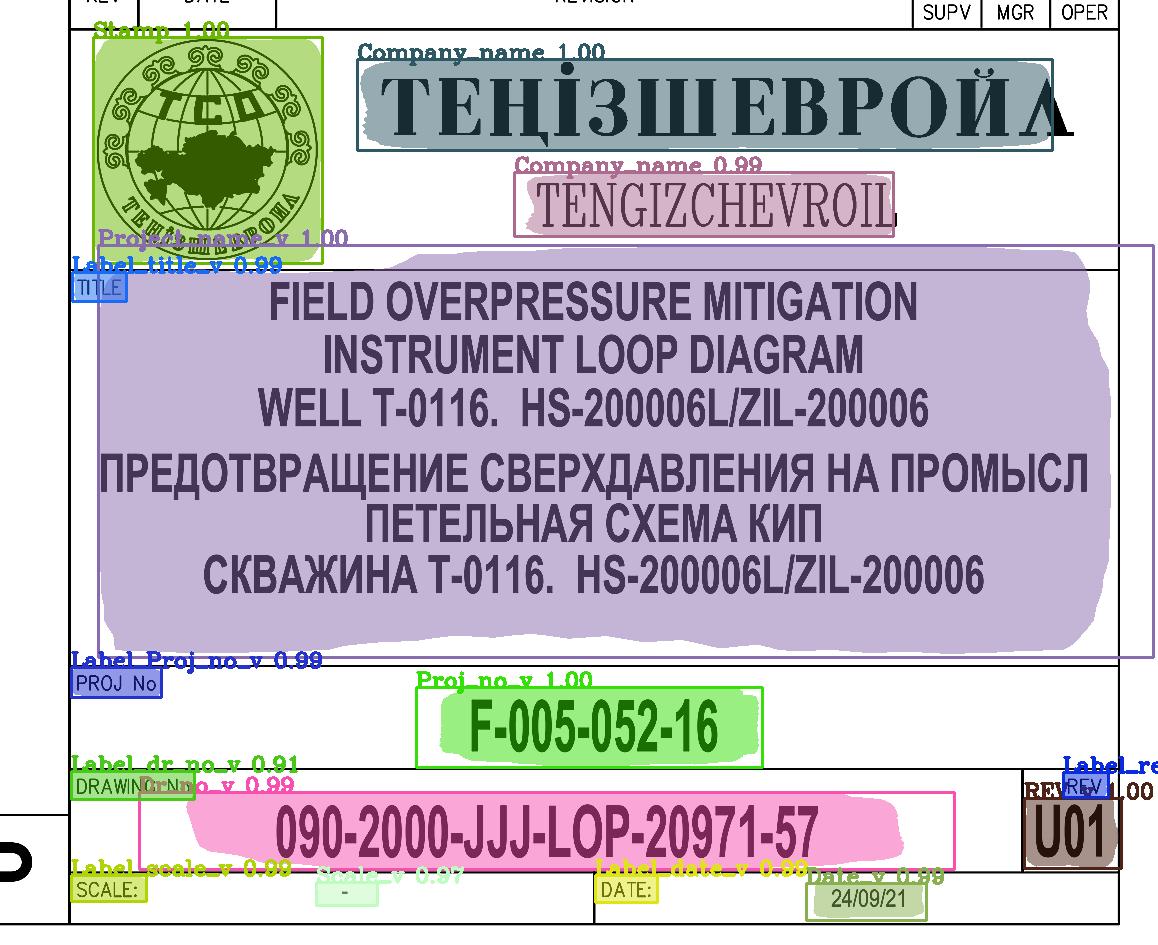 REV DATE REVISION
SUPV MGR OPER
Stamp 1.00
Company_name 1.00
ТСО
ТЕҢІЗШЕВРОЙЛ
ТЕҢІЗШЕВРОЙЛ
Company_name 0.99
TENGIZCHEVROIL
Project_name_v 1.00
Label_title_v 0.99
TITLE
FIELD OVERPRESSURE MITIGATION
INSTRUMENT LOOP DIAGRAM
WELL T-0116. HS-200006L/ZIL-200006
ПРЕДОТВРАЩЕНИЕ СВЕРХДАВЛЕНИЯ НА ПРОМЫСЛ
ПЕТЕЛЬНАЯ СХЕМА КИП
СКВАЖИНА T-0116. HS-200006L/ZIL-200006
Label_Proj_no_v 0.99
PROJ No
Proj_no_v 1.00
F-005-052-16
Label_dr_no_v 0.91
DRAWING No
Dr_no_v 0.99
090-2000-JJJ-LOP-20971-57
Label_re
REV
REV_v 1.00
U01
Label_scale_v 0.99
SCALE:
Scale_v 0.97
-
Label_date_v 0.99
DATE:
Date_v 0.99
24/09/21